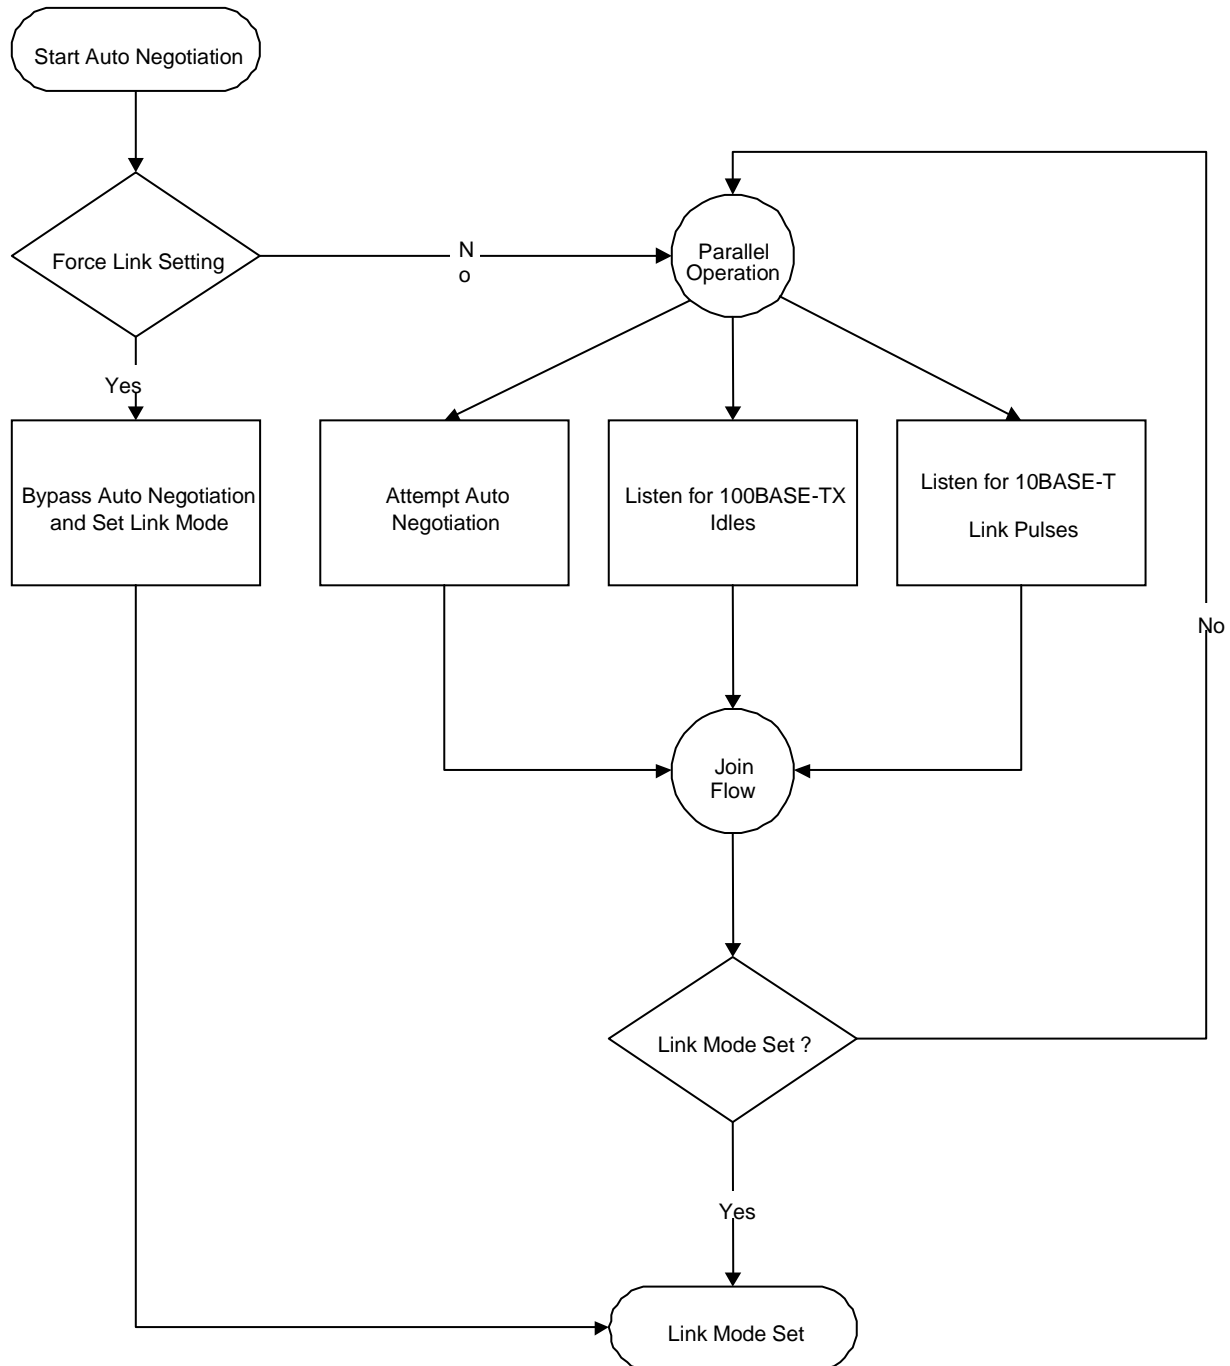 Start Auto Negotiation
Force Link Setting
N
o
Parallel
Operation
Yes
Bypass Auto Negotiation
and Set Link Mode
Attempt Auto
Negotiation
Listen for 100BASE-TX
Idles
Listen for 10BASE-T
Link Pulses
No
Join
Flow
Link Mode Set ?
Yes
Link Mode Set